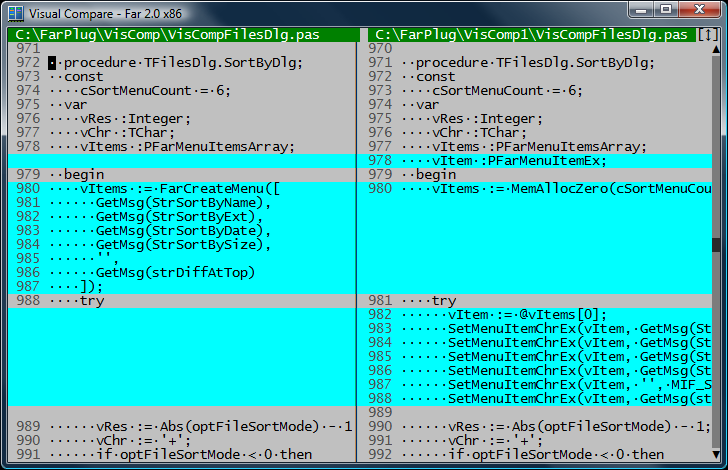 Visual Compare - Far 2.0 x86
C:\FarPlug\VisComp\VisCompFilesDlg.pas
971
972 ··procedure·TFilesDlg.SortByDlg;
973 ··const
974 ····cSortMenuCount·=·6;
975 ··var
976 ····vRes·:Integer;
977 ····vChr·:TChar;
978 ····vItems·:PFarMenuItemsArray;
979 ··begin
980 ····vItems·:=·FarCreateMenu([
981 ······GetMsg(StrSortByName),
982 ······GetMsg(StrSortByExt),
983 ······GetMsg(StrSortByDate),
984 ······GetMsg(StrSortBySize),
985 ······'',
986 ······GetMsg(strDiffAtTop)
987 ····]);
988 ····try
989 ······vRes·:=·Abs(optFileSortMode)·-·1
990 ······vChr·:=·'+';
991 ······if·optFileSortMode·<·0·then
C:\FarPlug\VisComp1\VisCompFilesDlg.pas [↕]
970
971 ··procedure·TFilesDlg.SortByDlg;
972 ··const
973 ····cSortMenuCount·=·6;
974 ··var
975 ····vRes·:Integer;
976 ····vChr·:TChar;
977 ····vItems·:PFarMenuItemsArray;
978 ····vItem·:PFarMenuItemEx;
979 ··begin
980 ····vItems·:=·MemAllocZero(cSortMenuCou
981 ····try
982 ······vItem·:=·@vItems[0];
983 ······SetMenuItemChrEx(vItem,·GetMsg(St
984 ······SetMenuItemChrEx(vItem,·GetMsg(St
985 ······SetMenuItemChrEx(vItem,·GetMsg(St
986 ······SetMenuItemChrEx(vItem,·GetMsg(St
987 ······SetMenuItemChrEx(vItem,·'',·MIF_S
988 ······SetMenuItemChrEx(vItem,·GetMsg(st
989
990 ······vRes·:=·Abs(optFileSortMode)·-·1;
991 ······vChr·:=·'+';
992 ······if·optFileSortMode·<·0·then